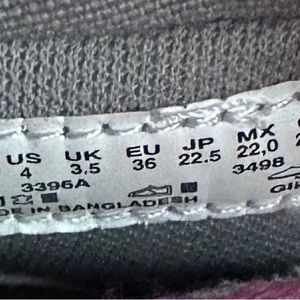 US UK EU JP MX
4 3.5 36 22.5 22,0
3396A 3498
IN BANGLADESH